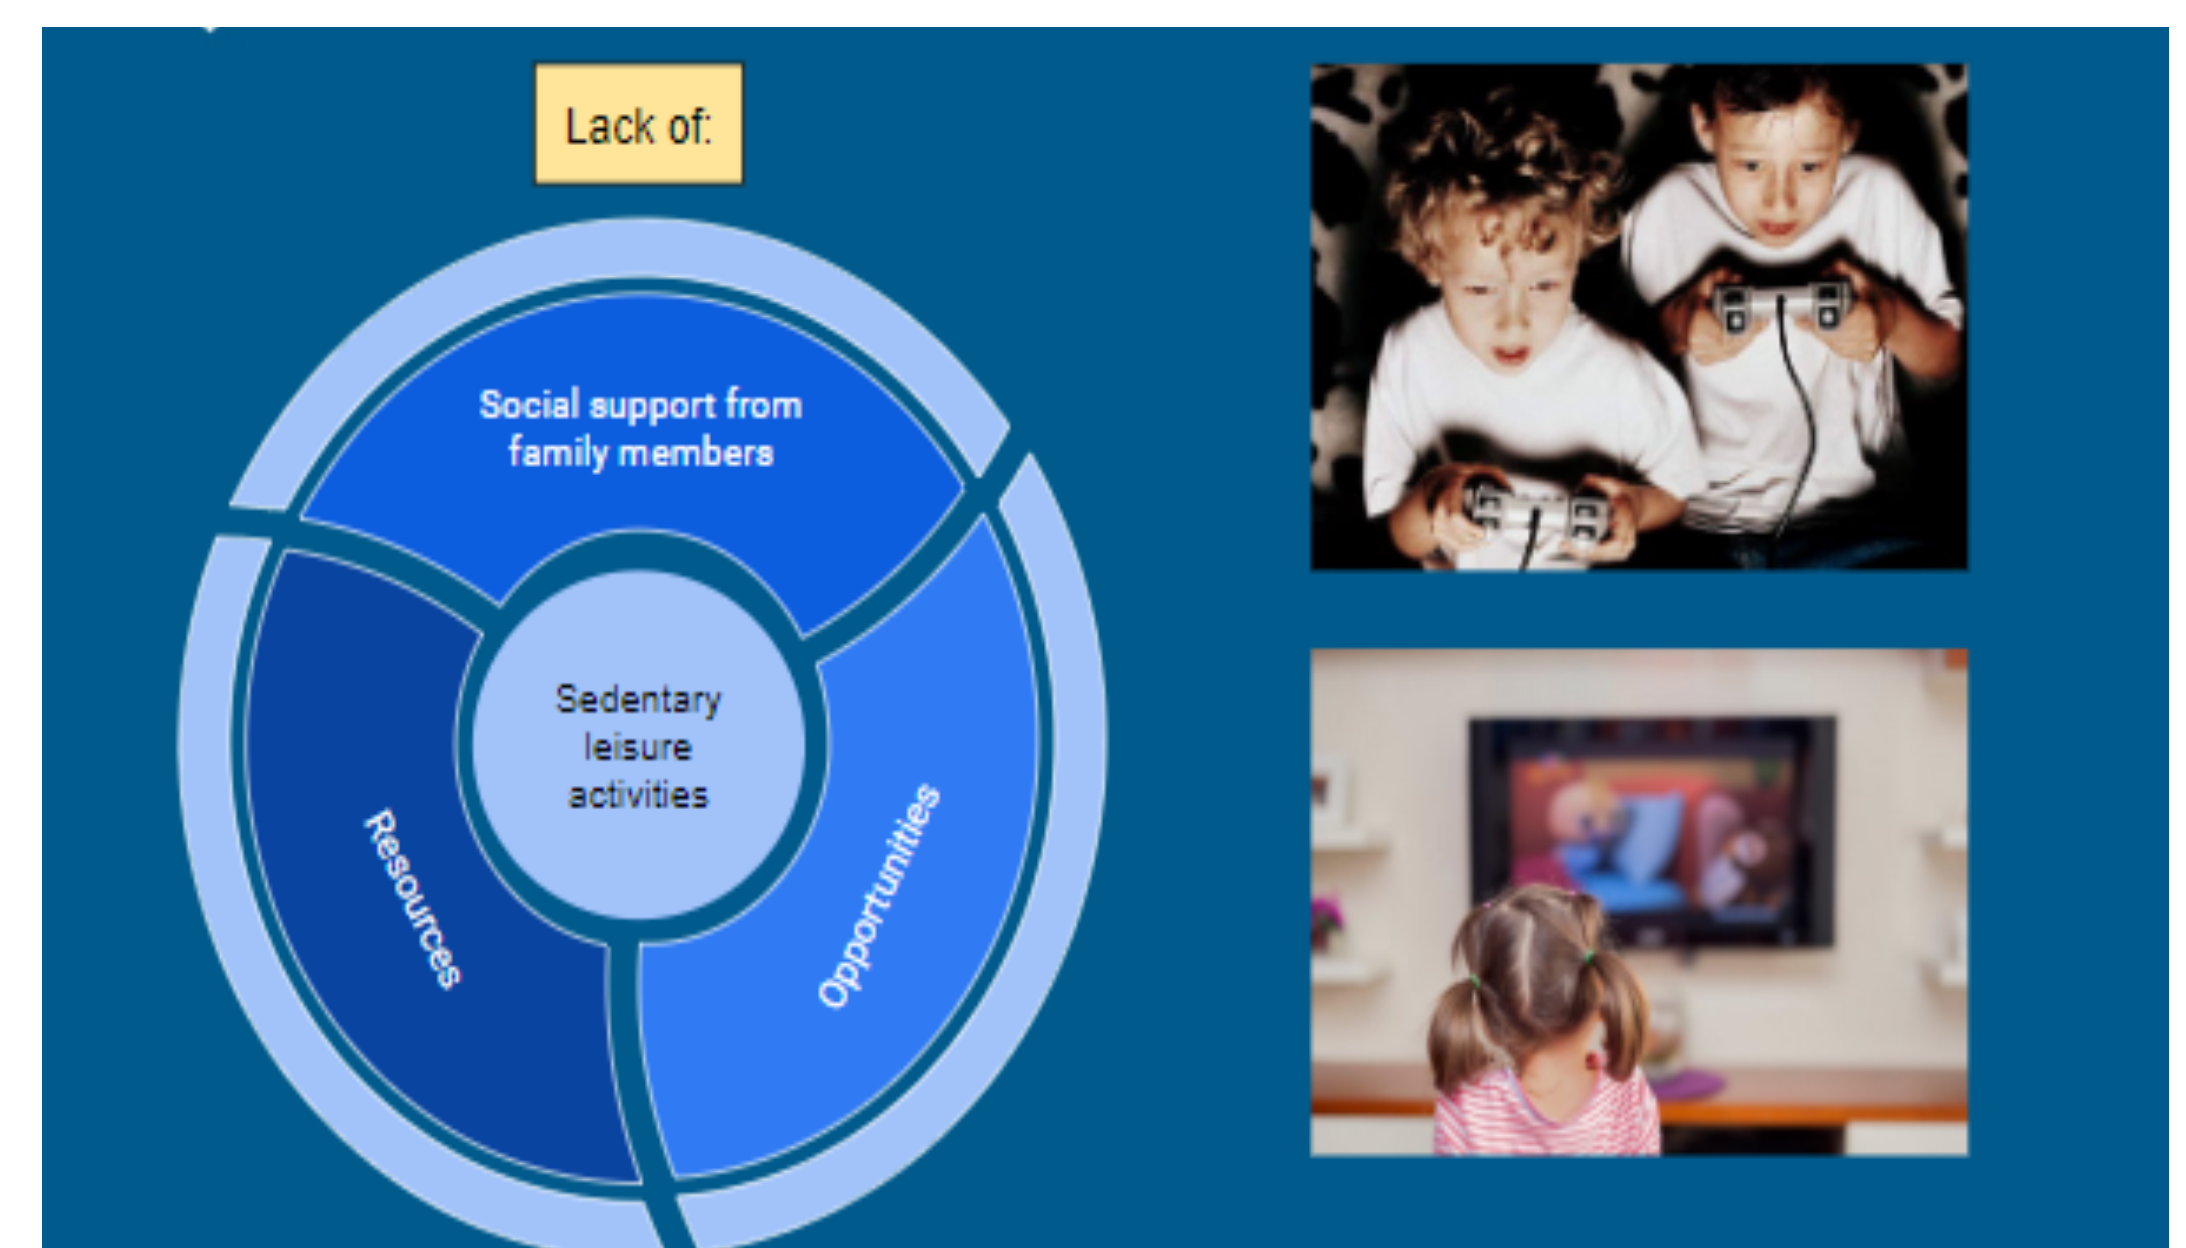 Lack of:
Social support from
family members
Sedentary
leisure
activities
Resources
Opportunities